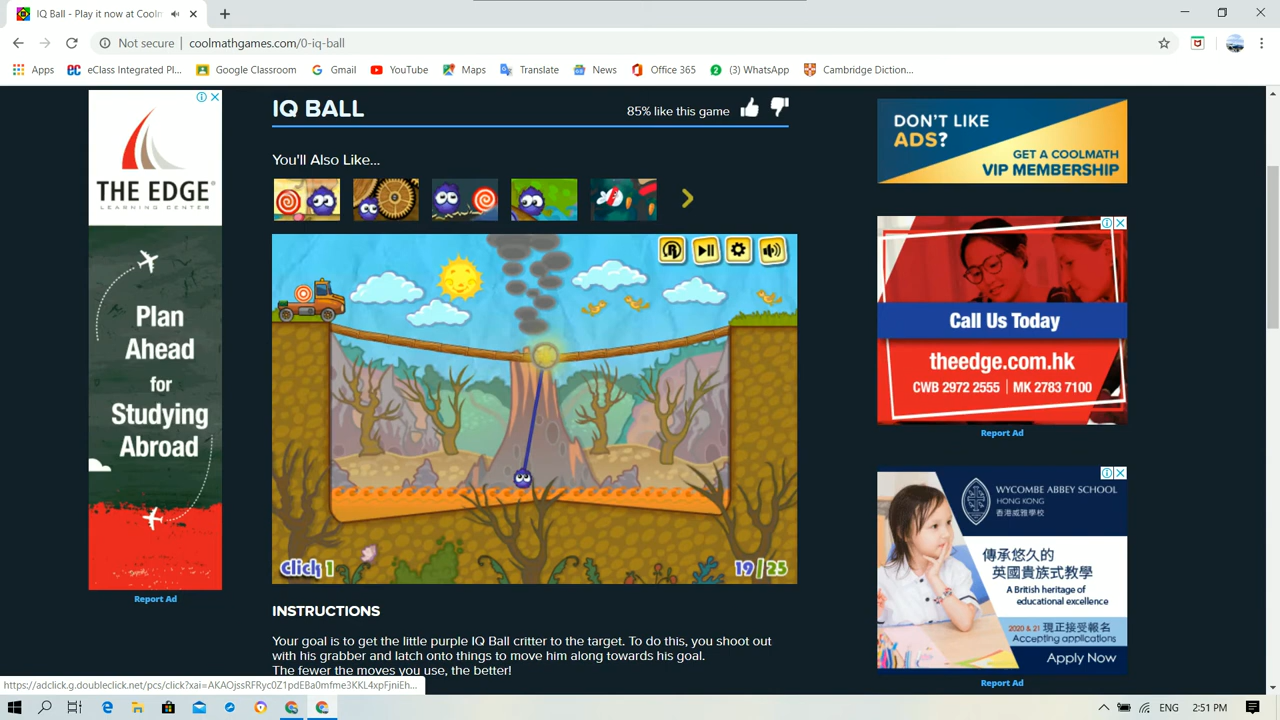 IQ Ball - Play it now at Coolm
Not secure | coolmathgames.com/0-iq-ball
Apps
eClass Integrated Pl...
Google Classroom
Gmail
YouTube
Maps
Translate
News
Office 365
(3) WhatsApp
Cambridge Diction...
THE EDGE
LEARNING CENTER
Plan
Ahead
for
Studying
Abroad
Report Ad
IQ BALL
85% like this game
You'll Also Like...
Click 1
19/25
INSTRUCTIONS
Your goal is to get the little purple IQ Ball critter to the target. To do this, you shoot out
with his grabber and latch onto things to move him along towards his goal.
The fewer the moves you use, the better!
DON'T LIKE
ADS?
GET A COOLMATH
VIP MEMBERSHIP
Call Us Today
theedge.com.hk
CWB 2972 2555 | MK 2783 7100
Report Ad
WYCOMBE ABBEY SCHOOL
HONG KONG
香港威雅學校
傳承悠久的
英國貴族式教學
A British heritage of
educational excellence
2020 & 21 現正接受報名
Accepting applications
Apply Now
Report Ad
https://adclick.g.doubleclick.net/pcs/click?xai=AKAOjssRFRyc0Z1pdEBa0mfme3KKL4xpFjniEh...
ENG
2:51 PM